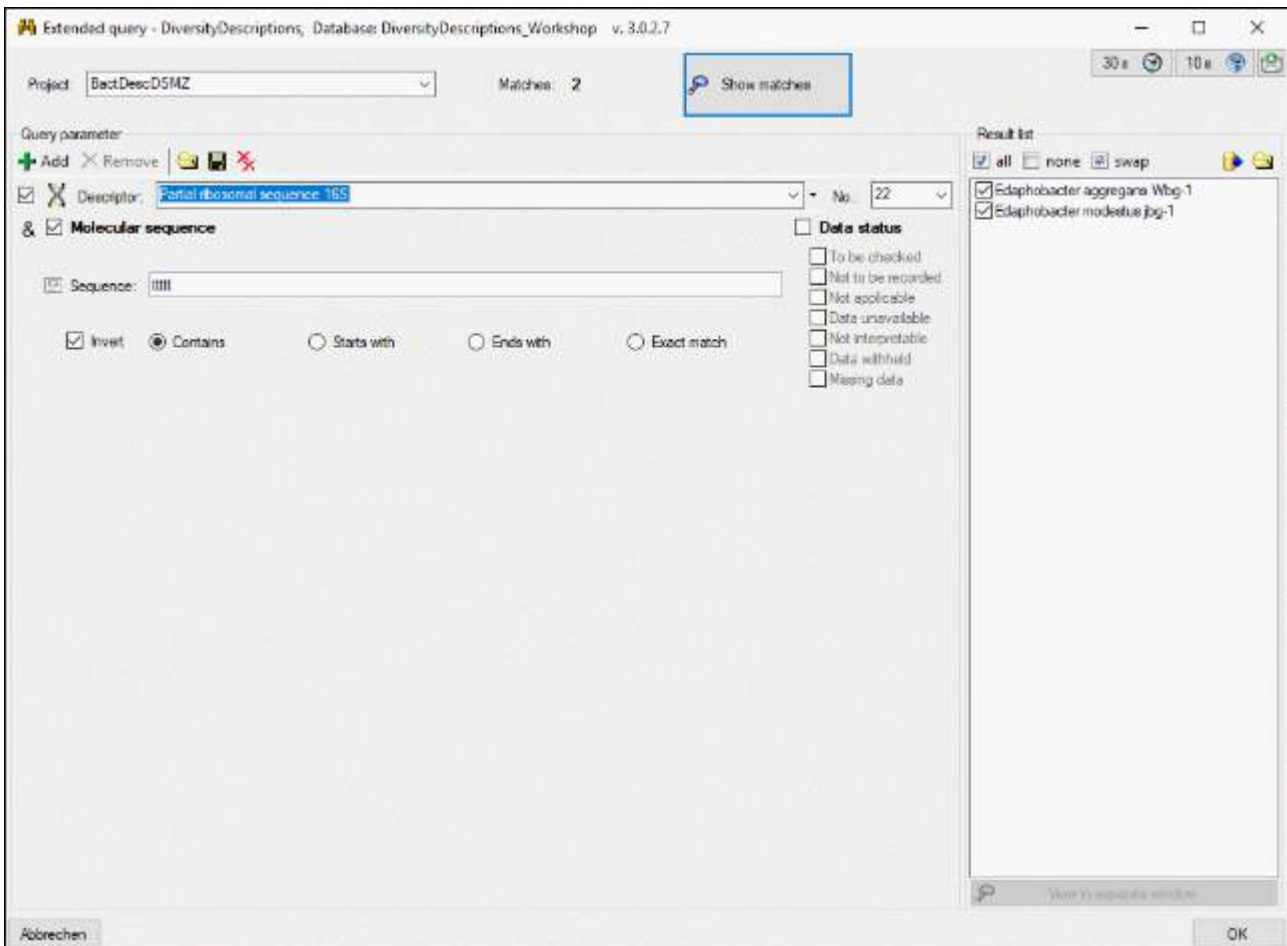 Extended query - DiversityDescriptions, Database: DiversityDescriptions_Workshop v. 3.0.2.7
30 s 10 s
Project: BactDescDSMZ Matches: 2 Show matches
Query parameter Result list
Add Remove all none swap
Descriptor: Partial ribosomal sequence 16S No.: 22 Edaphobacter aggregans Wbg-1
& Molecular sequence Data status Edaphobacter modestus jbg-1
To be checked
Not to be recorded
Sequence: tttttt Not applicable
Data unavailable
Invert Contains Starts with Ends with Exact match Not interpretable
Data withheld
Missing data
View in separate window
Abbrechen OK